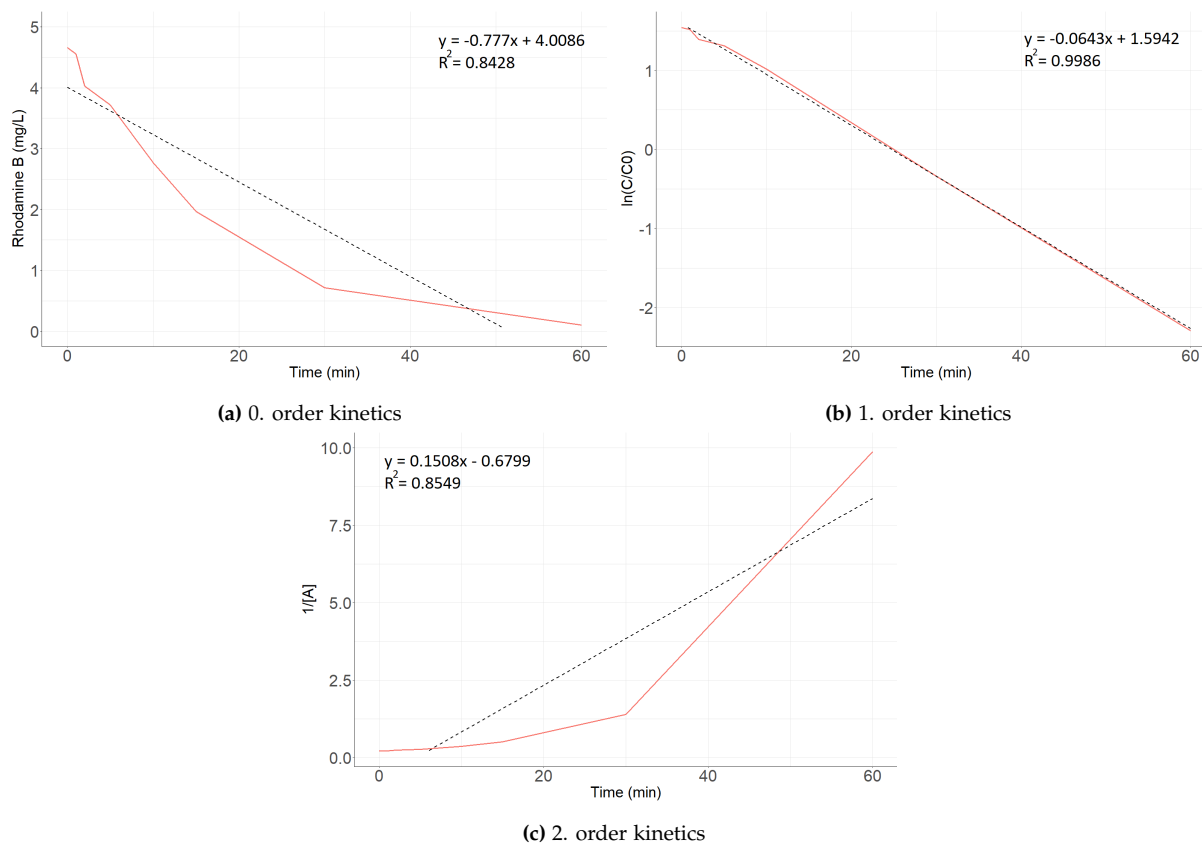 y = -0.777x + 4.0086
R2 = 0.8428
Rhodamine B (mg/L)
5
4
3
2
1
0
0
20
40
60
Time (min)
(a) 0. order kinetics
y = -0.0643x + 1.5942
R2 = 0.9986
ln(C/C0)
1
0
-1
-2
0
20
40
60
Time (min)
(b) 1. order kinetics
y = 0.1508x - 0.6799
R2 = 0.8549
1/[A]
10.0
7.5
5.0
2.5
0.0
0
20
40
60
Time (min)
(c) 2. order kinetics